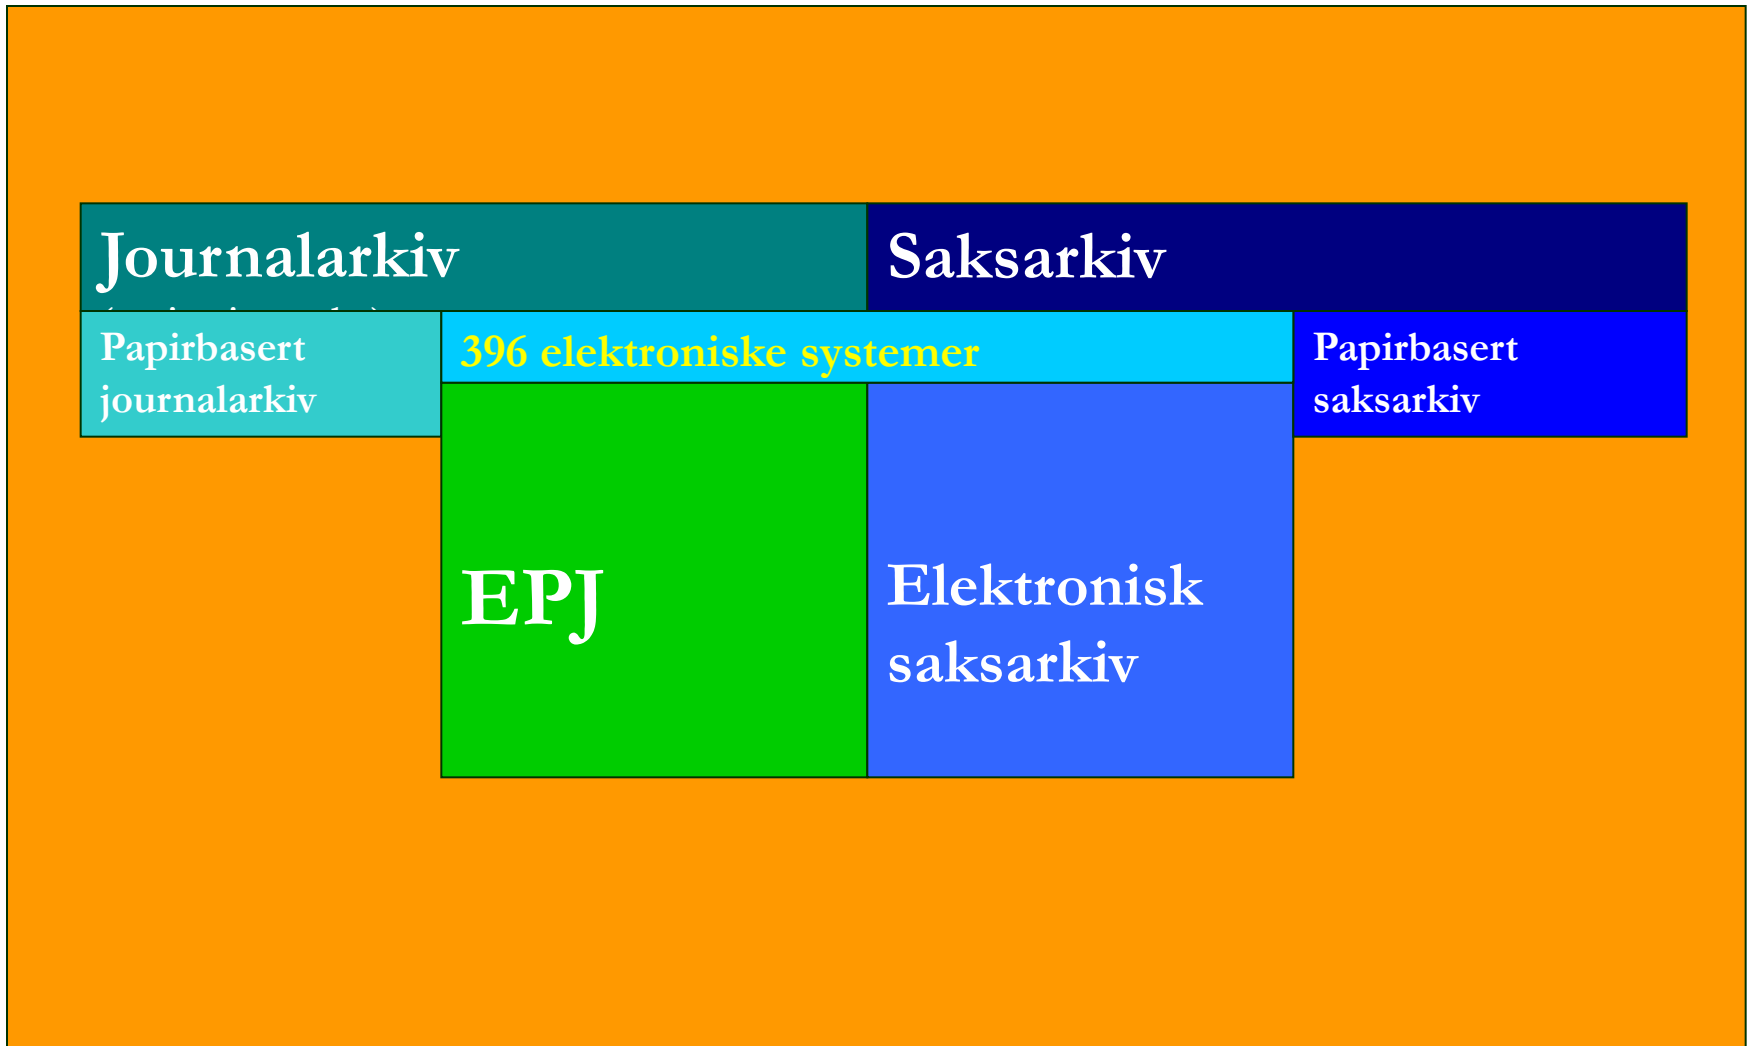 Journalarkiv
Saksarkiv
Papirbasert
journalarkiv
396 elektroniske systemer
Papirbasert
saksarkiv
EPJ
Elektronisk
saksarkiv